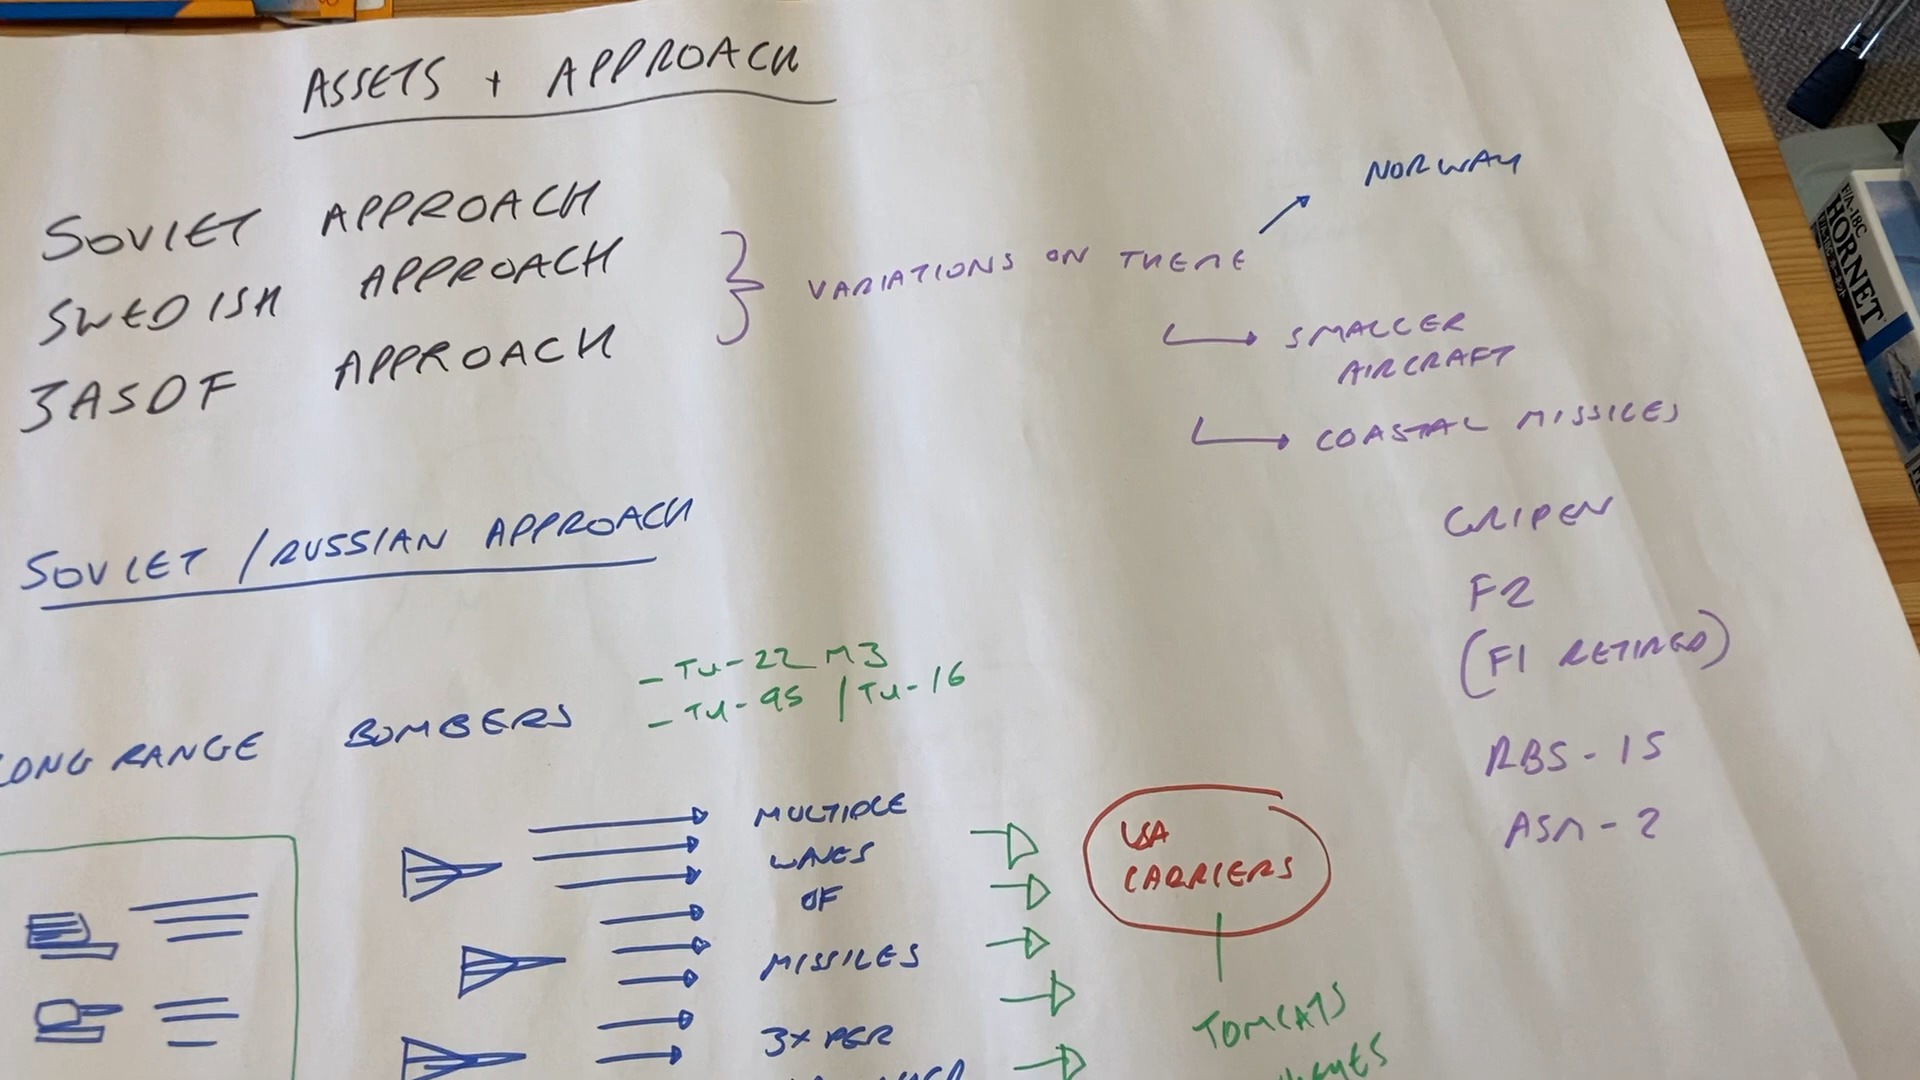 ASSETS + APPROACH
SOVIET APPROACH
SWEDISH APPROACH
JASDF APPROACH
VARIATIONS ON THEME
NORWAY
SMALLER
AIRCRAFT
COASTAL MISSILES
GRIPEN
F2
(F1 RETIRED)
RBS-15
ASM-2
SOVIET / RUSSIAN APPROACH
LONG RANGE BOMBERS
- Tu-22 M3
- Tu-95 / Tu-16
MULTIPLE
WAVES
OF
MISSILES
3x PER
USA
CARRIERS
TOMCATS
F/A-18C
HORNET